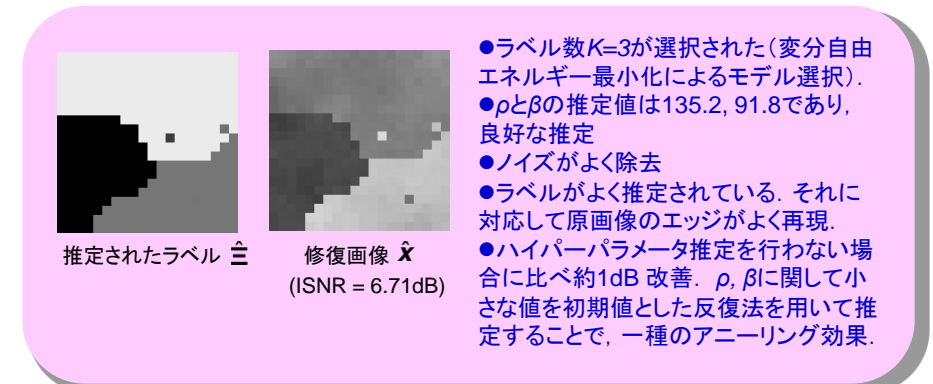 推定されたラベル Ξ̂
修復画像 x̂
(ISNR = 6.71dB)
●ラベル数K=3が選択された（変分自由
エネルギー最小化によるモデル選択）.
●ρとβの推定値は135.2, 91.8であり,
良好な推定
●ノイズがよく除去
●ラベルがよく推定されている. それに
対応して原画像のエッジがよく再現.
●ハイパーパラメータ推定を行わない場
合に比べ約1dB 改善. ρ, βに関して小
さな値を初期値とした反復法を用いて推
定することで, 一種のアニーリング効果.